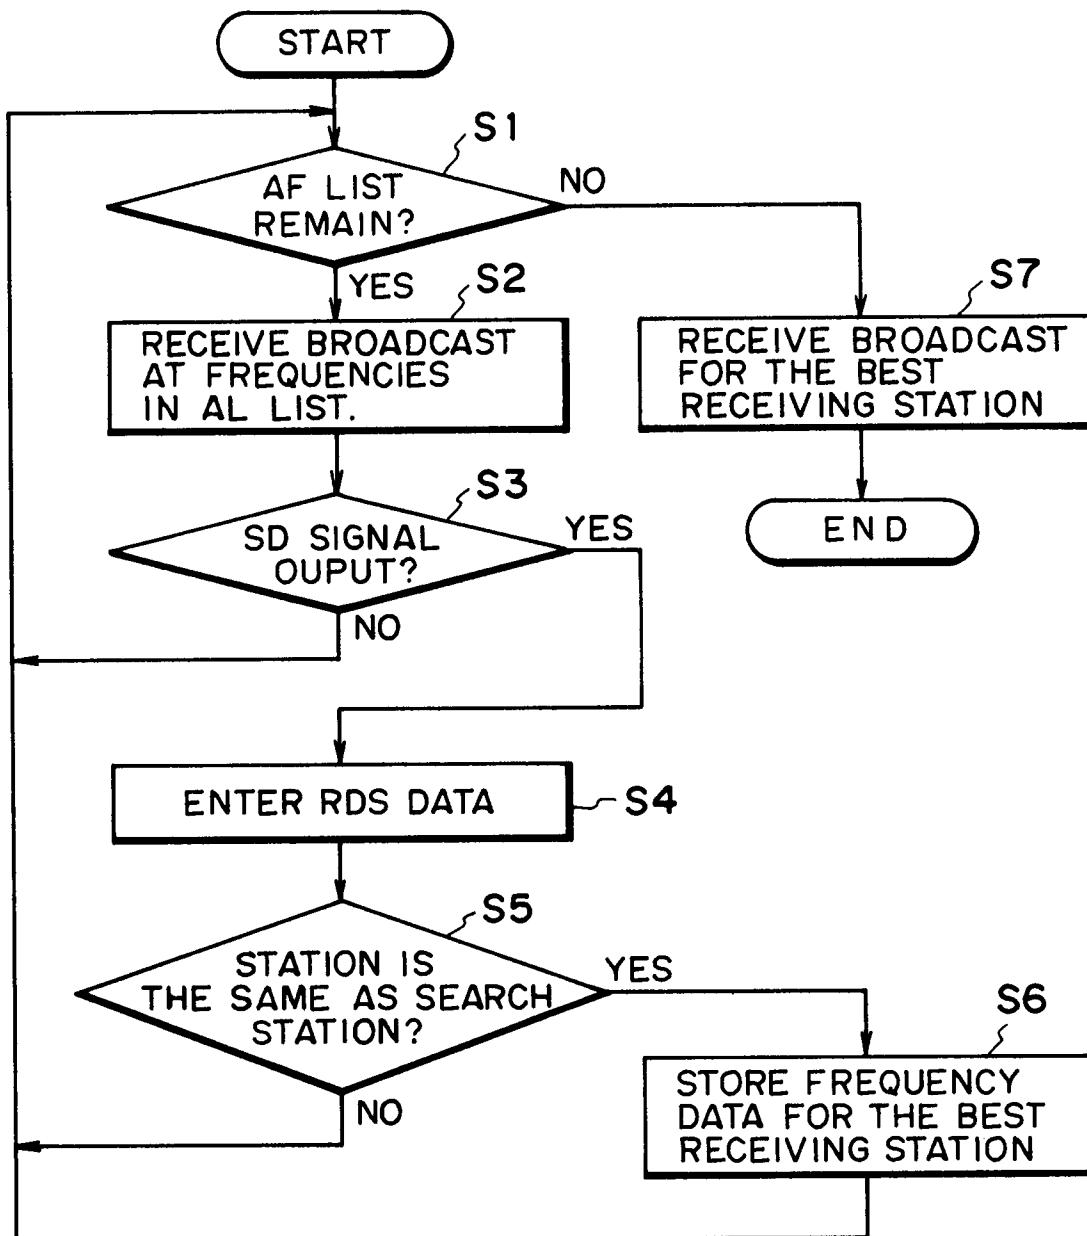 START
S1
AF LIST
REMAIN?
NO
YES
S2
RECEIVE BROADCAST
AT FREQUENCIES
IN AL LIST.
S7
RECEIVE BROADCAST
FOR THE BEST
RECEIVING STATION
S3
SD SIGNAL
OUPUT?
YES
NO
END
ENTER RDS DATA
S4
S5
STATION IS
THE SAME AS SEARCH
STATION?
YES
NO
S6
STORE FREQUENCY
DATA FOR THE BEST
RECEIVING STATION